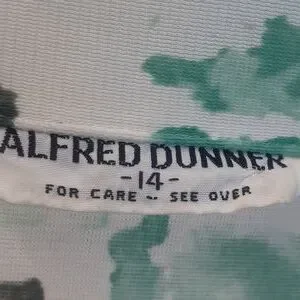 ALFRED DUNNER
-14-
FOR CARE ~ SEE OVER